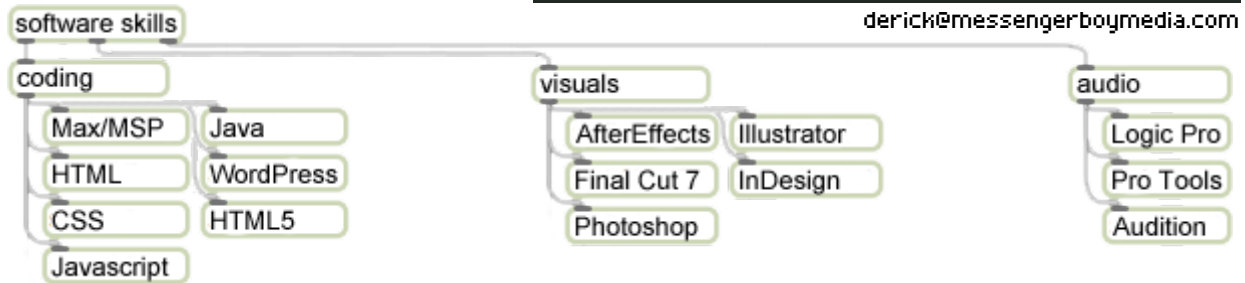 derick@messengerboymedia.com
software skills
coding
Max/MSP
HTML
CSS
Javascript
Java
WordPress
HTML5
visuals
AfterEffects
Final Cut 7
Photoshop
Illustrator
InDesign
audio
Logic Pro
Pro Tools
Audition